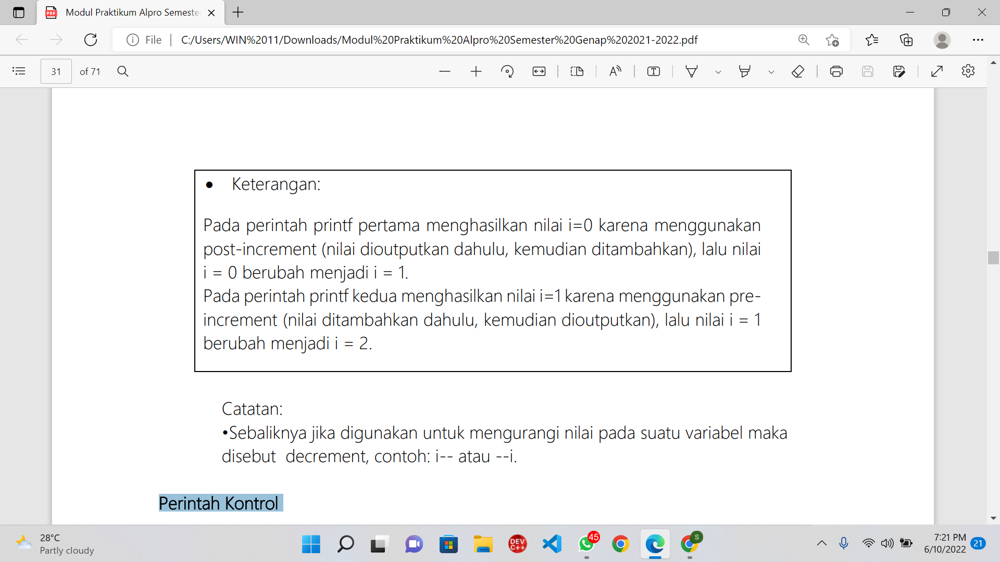 Modul Praktikum Alpro Semeste
File
C:/Users/WIN%2011/Downloads/Modul%20Praktikum%20Alpro%20Semester%20Genap%202021-2022.pdf
31 of 71
• Keterangan:
Pada perintah printf pertama menghasilkan nilai i=0 karena menggunakan
post-increment (nilai dioutputkan dahulu, kemudian ditambahkan), lalu nilai
i = 0 berubah menjadi i = 1.
Pada perintah printf kedua menghasilkan nilai i=1 karena menggunakan pre-
increment (nilai ditambahkan dahulu, kemudian dioutputkan), lalu nilai i = 1
berubah menjadi i = 2.
Catatan:
•Sebaliknya jika digunakan untuk mengurangi nilai pada suatu variabel maka
disebut decrement, contoh: i-- atau --i.
Perintah Kontrol
28°C
Partly cloudy
DEV
C++
45
S
7:21 PM
6/10/2022
21